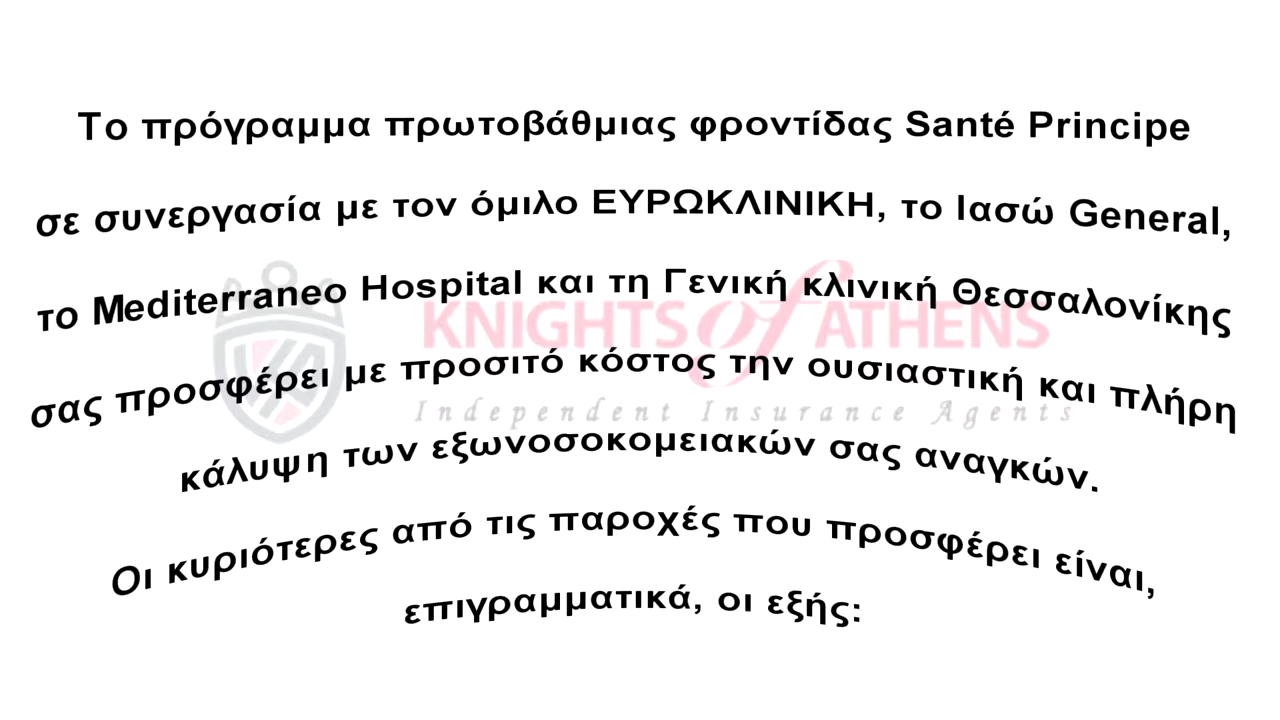 Το πρόγραμμα πρωτοβάθμιας φροντίδας Santé Principe
σε συνεργασία με τον όμιλο ΕΥΡΩΚΛΙΝΙΚΗ, το Ιασώ General,
το Mediterraneo Hospital και τη Γενική κλινική Θεσσαλονίκης
KNIGHTS of ATHENS
σας προσφέρει με προσιτό κόστος την ουσιαστική και πλήρη
Independent Insurance Agents
κάλυψη των εξωνοσοκομειακών σας αναγκών.
Οι κυριότερες από τις παροχές που προσφέρει είναι,
επιγραμματικά, οι εξής: